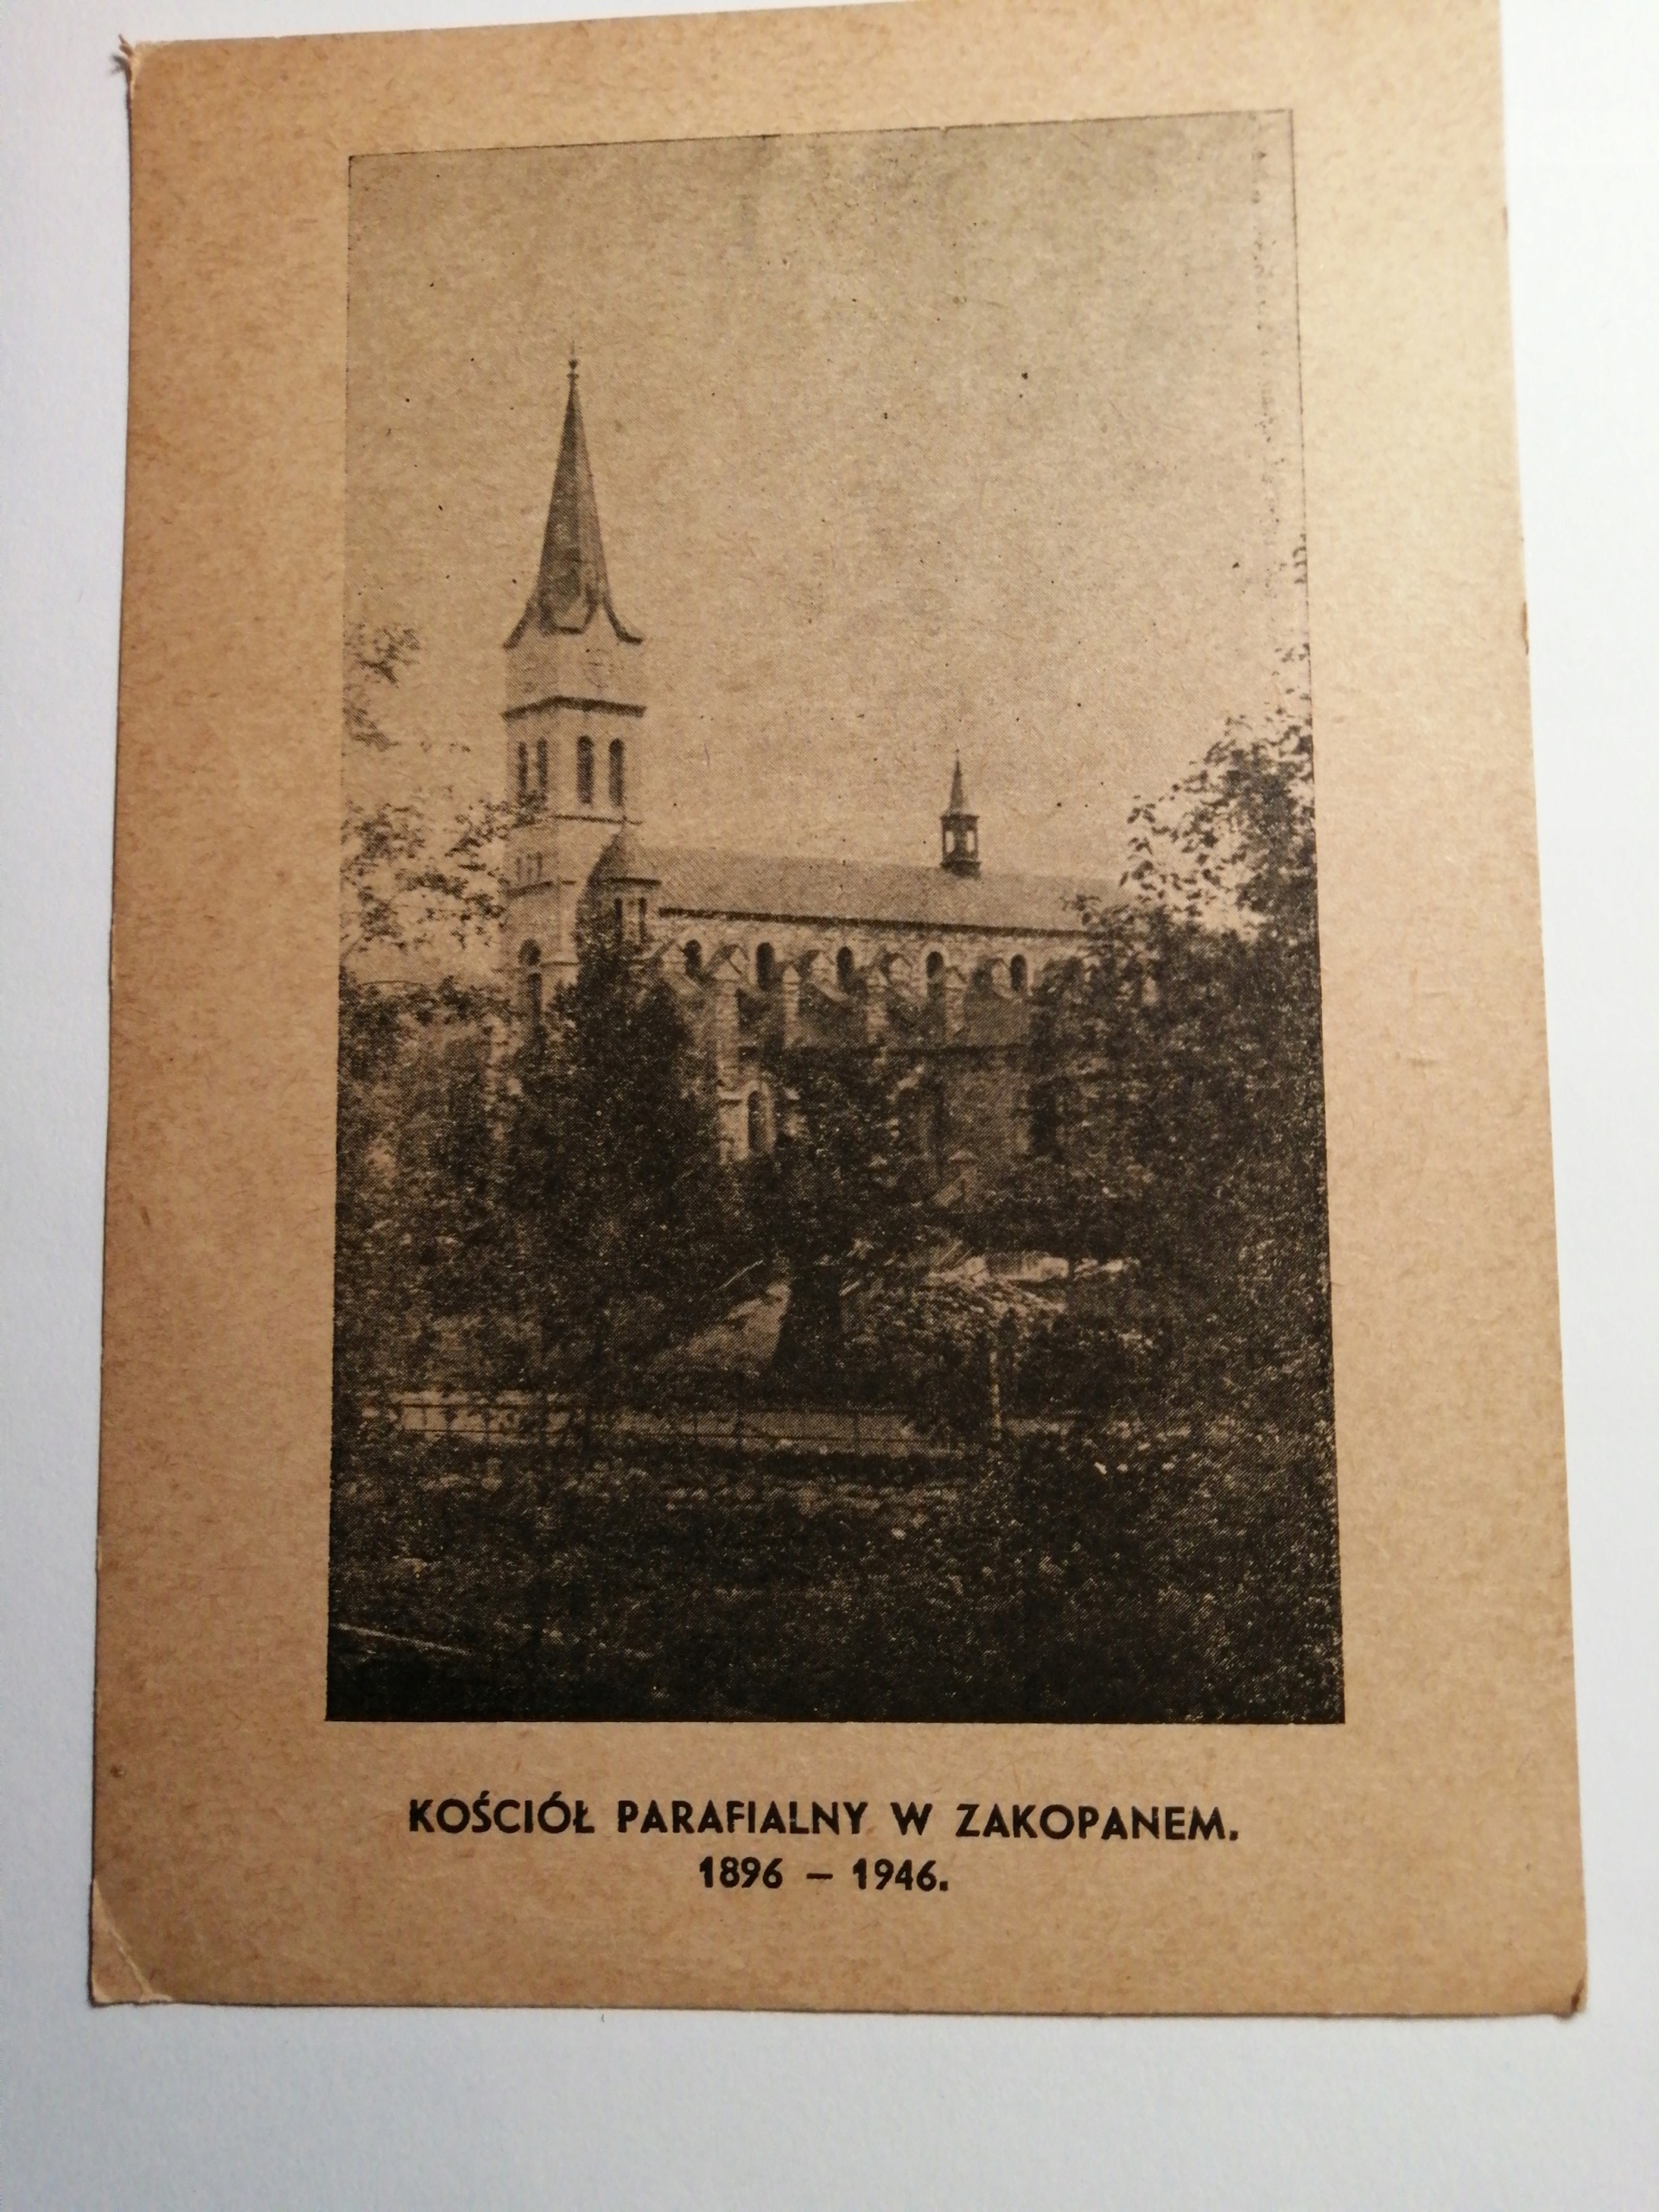 KOŚCIÓŁ PARAFIALNY W ZAKOPANEM.
1896 – 1946.